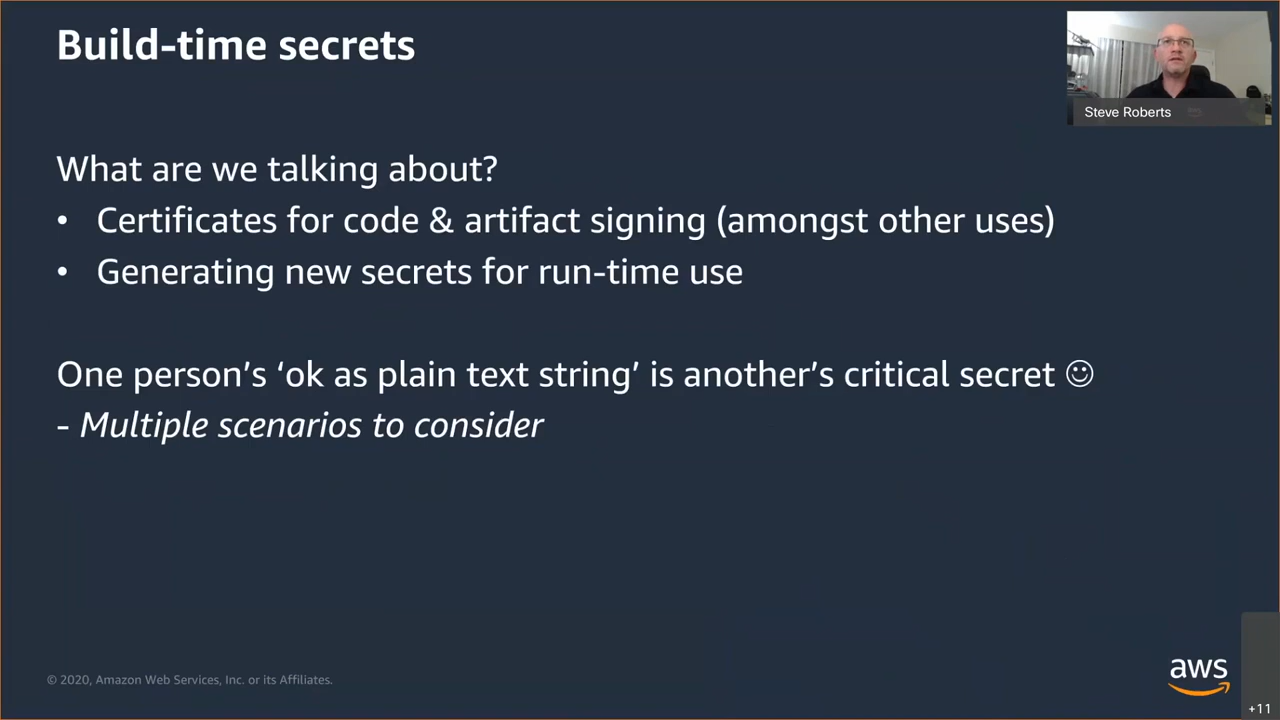 Build-time secrets
Steve Roberts
What are we talking about?
• Certificates for code & artifact signing (amongst other uses)
• Generating new secrets for run-time use
One person’s ‘ok as plain text string’ is another’s critical secret ☺
- Multiple scenarios to consider
© 2020, Amazon Web Services, Inc. or its Affiliates.
aws
+11